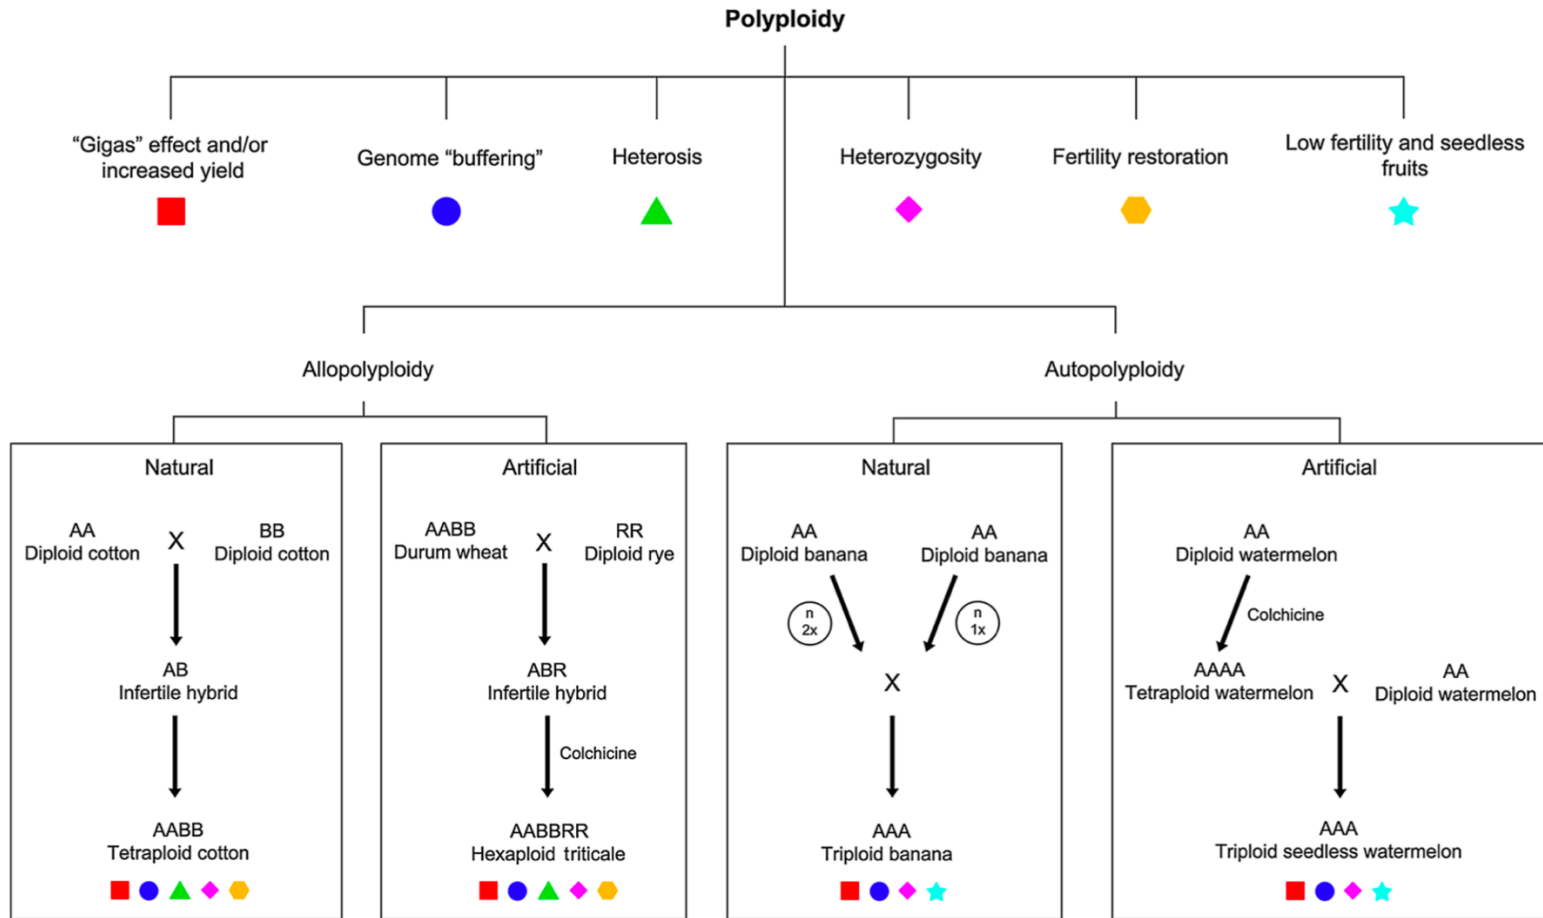 Polyploidy
“Gigas” effect and/or
increased yield
Genome “buffering”
Heterosis
Heterozygosity
Fertility restoration
Low fertility and seedless
fruits
Allopolyploidy
Autopolyploidy
Natural
AA
Diploid cotton
X
BB
Diploid cotton
AB
Infertile hybrid
AABB
Tetraploid cotton
Artificial
AABB
Durum wheat
X
RR
Diploid rye
ABR
Infertile hybrid
Colchicine
AABBRR
Hexaploid triticale
Natural
AA
Diploid banana
AA
Diploid banana
n
2x
n
1x
X
AAA
Triploid banana
Artificial
AA
Diploid watermelon
Colchicine
AAAA
Tetraploid watermelon
X
AA
Diploid watermelon
AAA
Triploid seedless watermelon